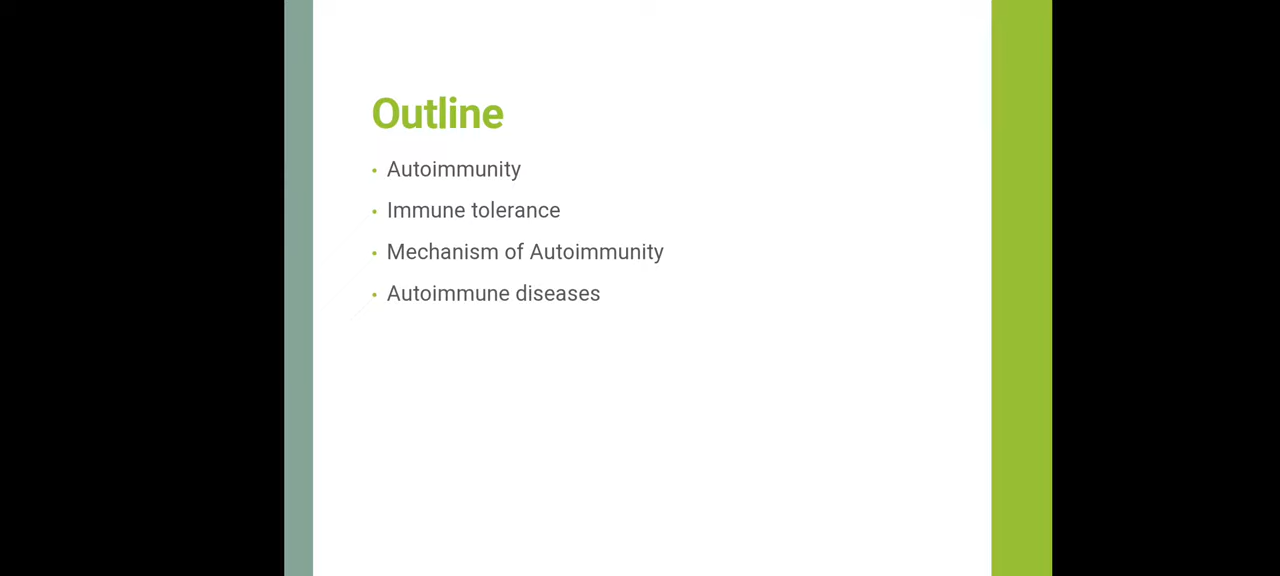 Outline
• Autoimmunity
• Immune tolerance
• Mechanism of Autoimmunity
• Autoimmune diseases